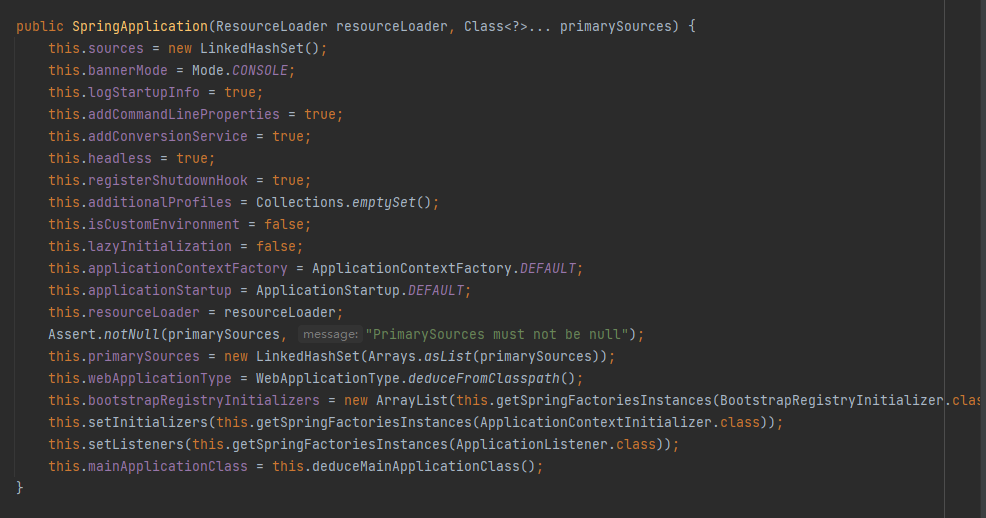 public SpringApplication(ResourceLoader resourceLoader, Class<?>... primarySources) {
this.sources = new LinkedHashSet();
this.bannerMode = Mode.CONSOLE;
this.logStartupInfo = true;
this.addCommandLineProperties = true;
this.addConversionService = true;
this.headless = true;
this.registerShutdownHook = true;
this.additionalProfiles = Collections.emptySet();
this.isCustomEnvironment = false;
this.lazyInitialization = false;
this.applicationContextFactory = ApplicationContextFactory.DEFAULT;
this.applicationStartup = ApplicationStartup.DEFAULT;
this.resourceLoader = resourceLoader;
Assert.notNull(primarySources, message: "PrimarySources must not be null");
this.primarySources = new LinkedHashSet(Arrays.asList(primarySources));
this.webApplicationType = WebApplicationType.deduceFromClasspath();
this.bootstrapRegistryInitializers = new ArrayList(this.getSpringFactoriesInstances(BootstrapRegistryInitializer.clas
this.setInitializers(this.getSpringFactoriesInstances(ApplicationContextInitializer.class));
this.setListeners(this.getSpringFactoriesInstances(ApplicationListener.class));
this.mainApplicationClass = this.deduceMainApplicationClass();
}